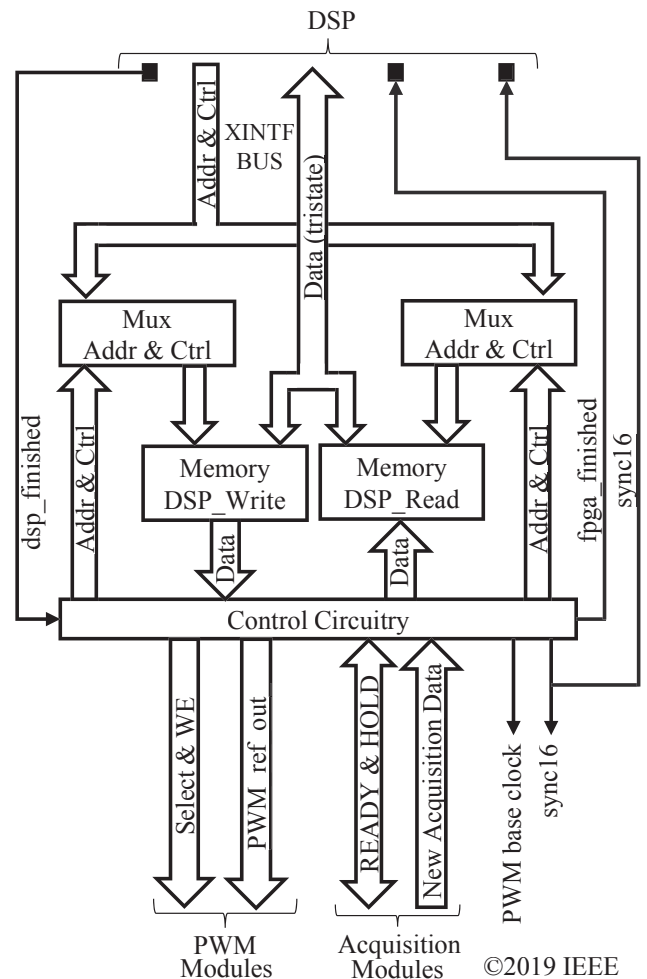 DSP
Addr & Ctrl
XINTF
BUS
Data (tristate)
Mux
Addr & Ctrl
Mux
Addr & Ctrl
dsp_finished
Addr & Ctrl
Memory
DSP_Write
Memory
DSP_Read
Addr & Ctrl
fpga_finished
sync16
Data
Data
Control Circuitry
Select & WE
PWM_ref_out
READY & HOLD
New Acquisition Data
PWM base clock
sync16
PWM
Modules
Acquisition
Modules
©2019 IEEE